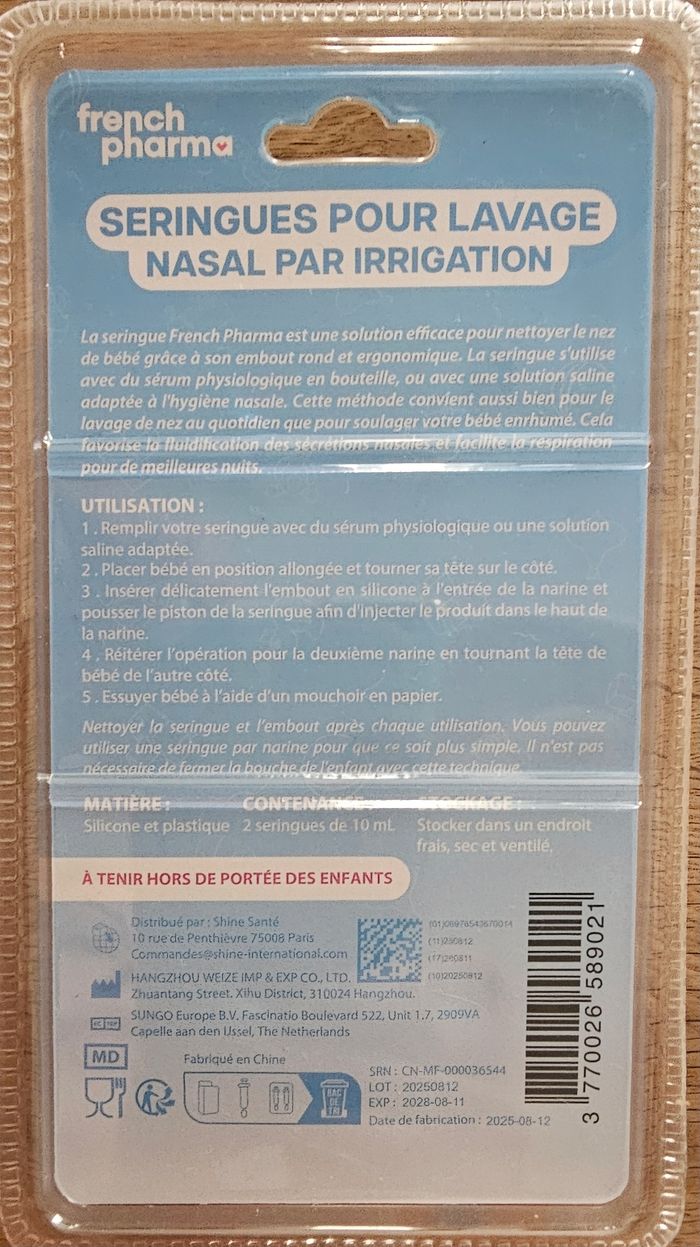 french
pharma
SERINGUES POUR LAVAGE
NASAL PAR IRRIGATION
La seringue French Pharma est une solution efficace pour nettoyer le nez
de bébé grâce à son embout rond et ergonomique. La seringue s'utilise
avec du sérum physiologique en bouteille, ou avec une solution saline
adaptée à l'hygiène nasale. Cette méthode convient aussi bien pour le
lavage de nez au quotidien que pour soulager votre bébé enrhumé. Cela
favorise la fluidification des sécrétions nasales et facilite la respiration
pour de meilleures nuits.
UTILISATION :
1 . Remplir votre seringue avec du sérum physiologique ou une solution
saline adaptée.
2 . Placer bébé en position allongée et tourner sa tête sur le côté.
3 . Insérer délicatement l'embout en silicone à l'entrée de la narine et
pousser le piston de la seringue afin d'injecter le produit dans le haut de
la narine.
4 . Réitérer l'opération pour la deuxième narine en tournant la tête de
bébé de l'autre côté.
5 . Essuyer bébé à l'aide d'un mouchoir en papier.
Nettoyer la seringue et l'embout après chaque utilisation. Vous pouvez
utiliser une seringue par narine pour que ce soit plus simple. Il n'est pas
nécessaire de fermer la bouche de l'enfant avec cette technique.
MATIÈRE : CONTENANCE STOCKAGE :
Silicone et plastique 2 seringues de 10 mL Stocker dans un endroit
frais, sec et ventilé,
À TENIR HORS DE PORTÉE DES ENFANTS
Distribué par : Shine Santé
10 rue de Penthièvre 75008 Paris
Commandes@shine-international.com
HANGZHOU WEIZE IMP & EXP CO., LTD.
Zhuantang Street. Xihu District, 310024 Hangzhou.
(11)250812
(10)20250812
EC REP
SUNGO Europe B.V. Fascinatio Boulevard 522, Unit 1.7, 2909VA
Capelle aan den IJssel, The Netherlands
MD
Fabriqué en Chine
BAC
DE
TRI
SRN : CN-MF-000036544
LOT : 20250812
EXP : 2028-08-11
Date de fabrication : 2025-08-12
3 770026 589021